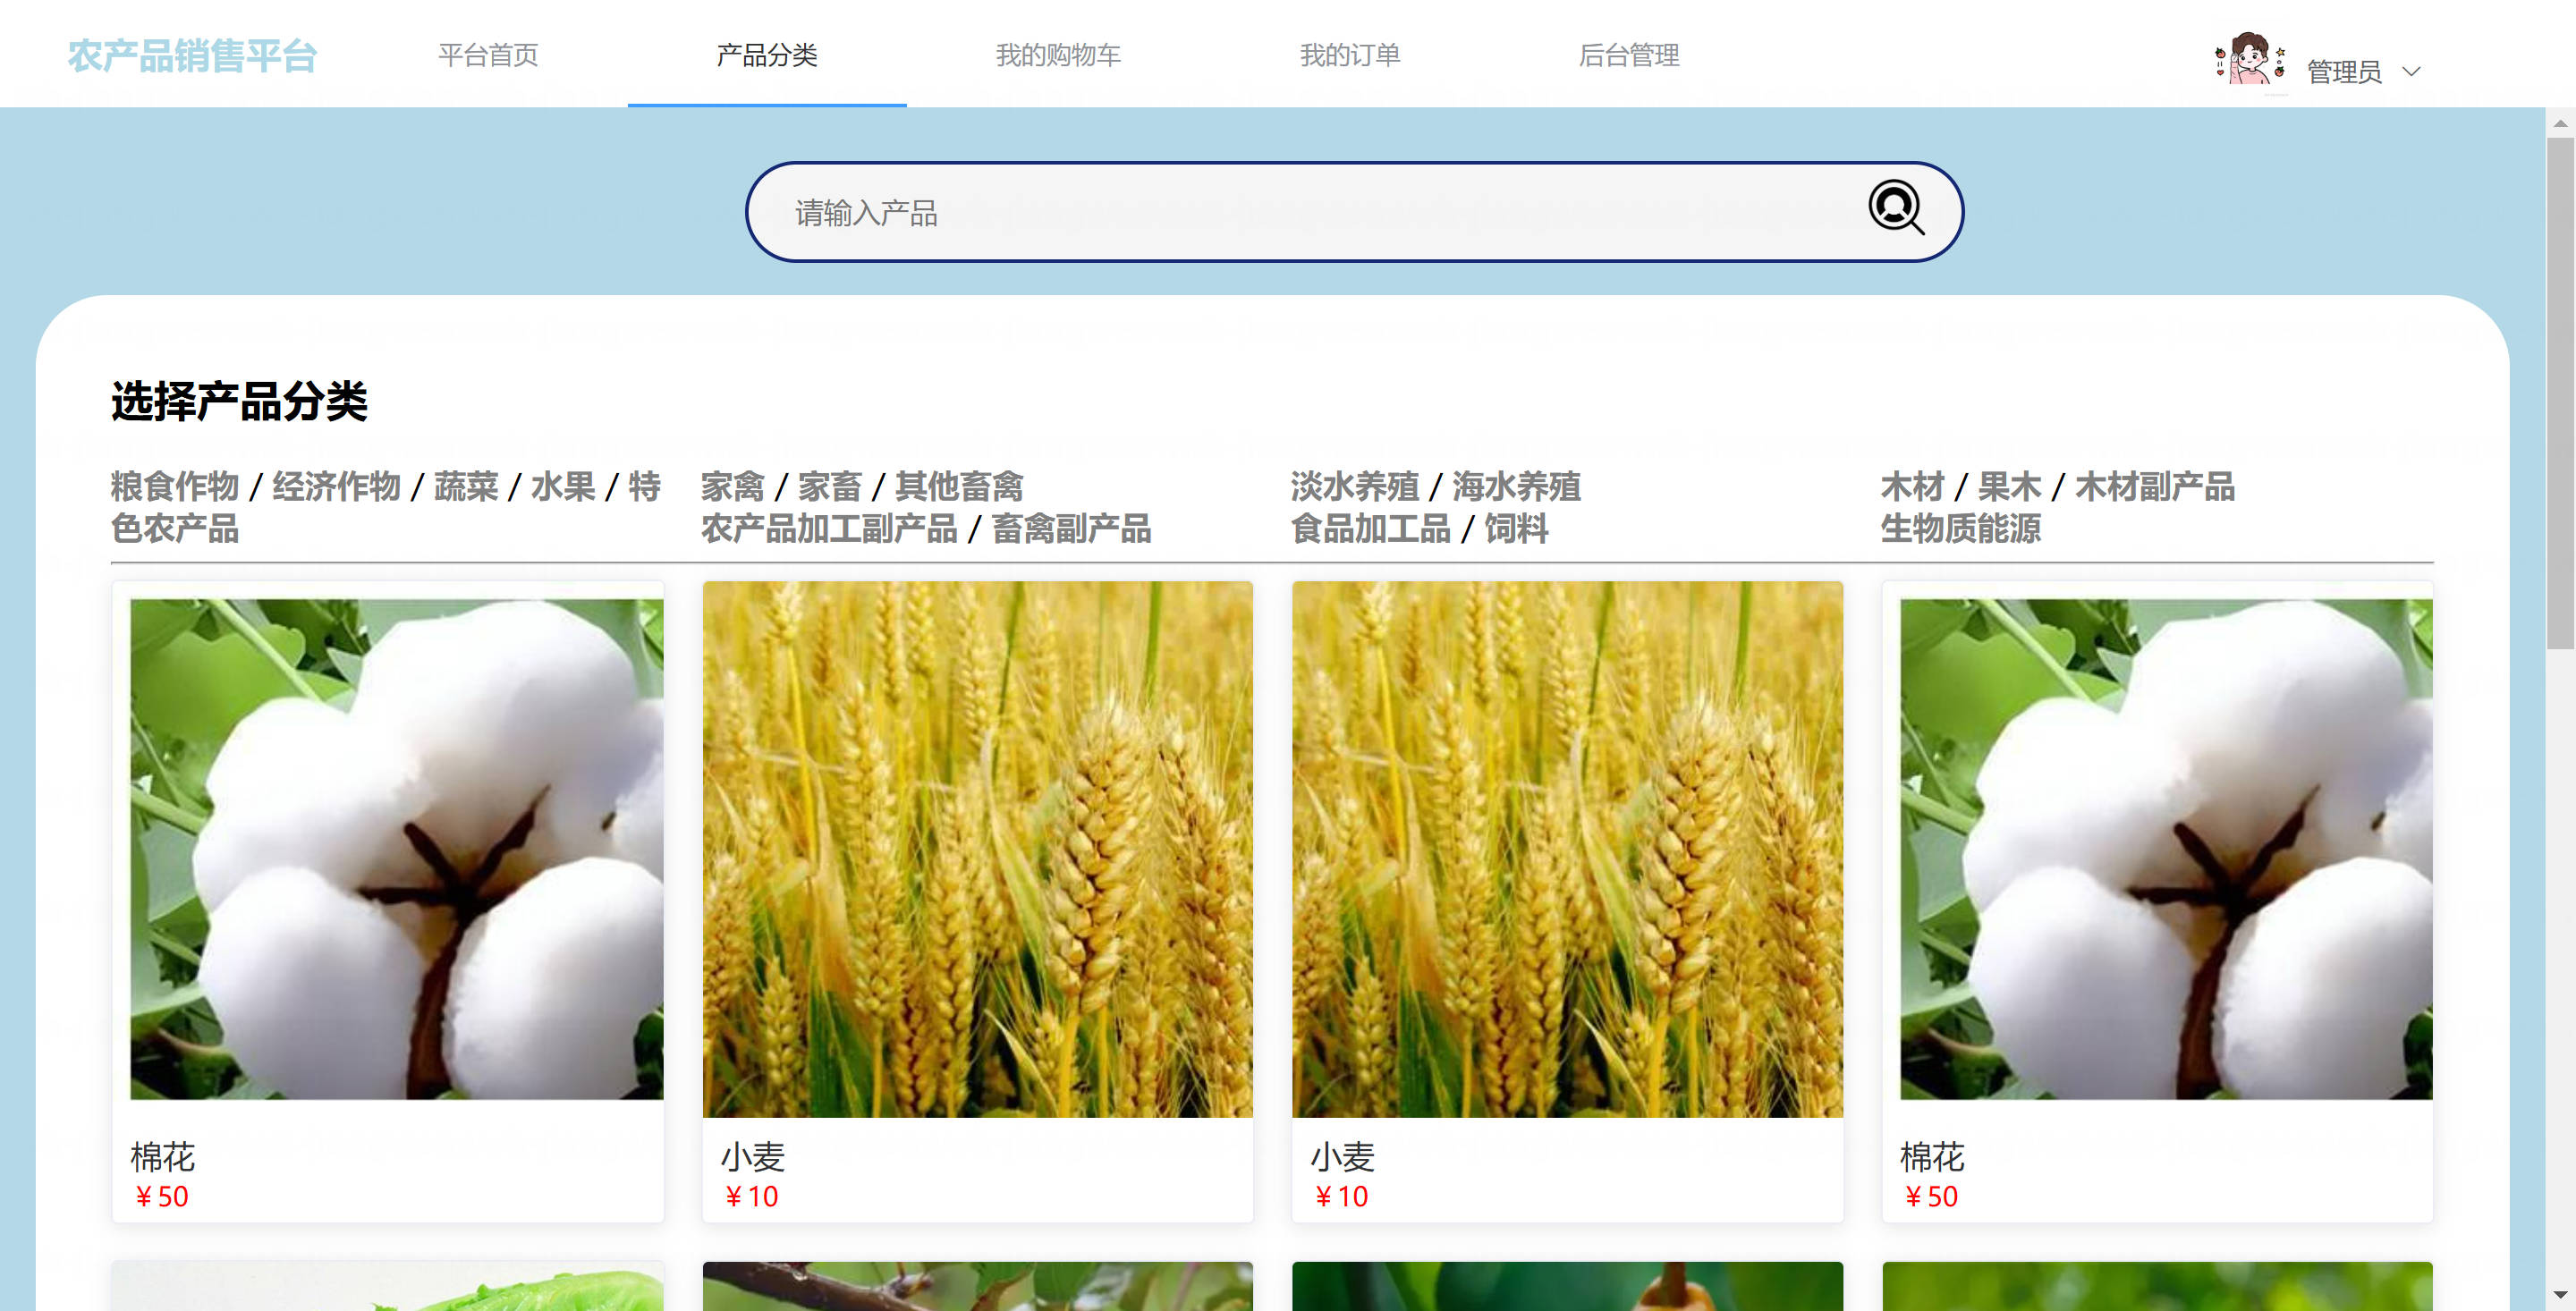 农产品销售平台 平台首页 产品分类 我的购物车 我的订单 后台管理 管理员
请输入产品
选择产品分类
粮食作物 / 经济作物 / 蔬菜 / 水果 / 特
色农产品
家禽 / 家畜 / 其他畜禽
农产品加工副产品 / 畜禽副产品
淡水养殖 / 海水养殖
食品加工品 / 饲料
木材 / 果木 / 木材副产品
生物质能源
棉花
¥50
小麦
¥10
小麦
¥10
棉花
¥50